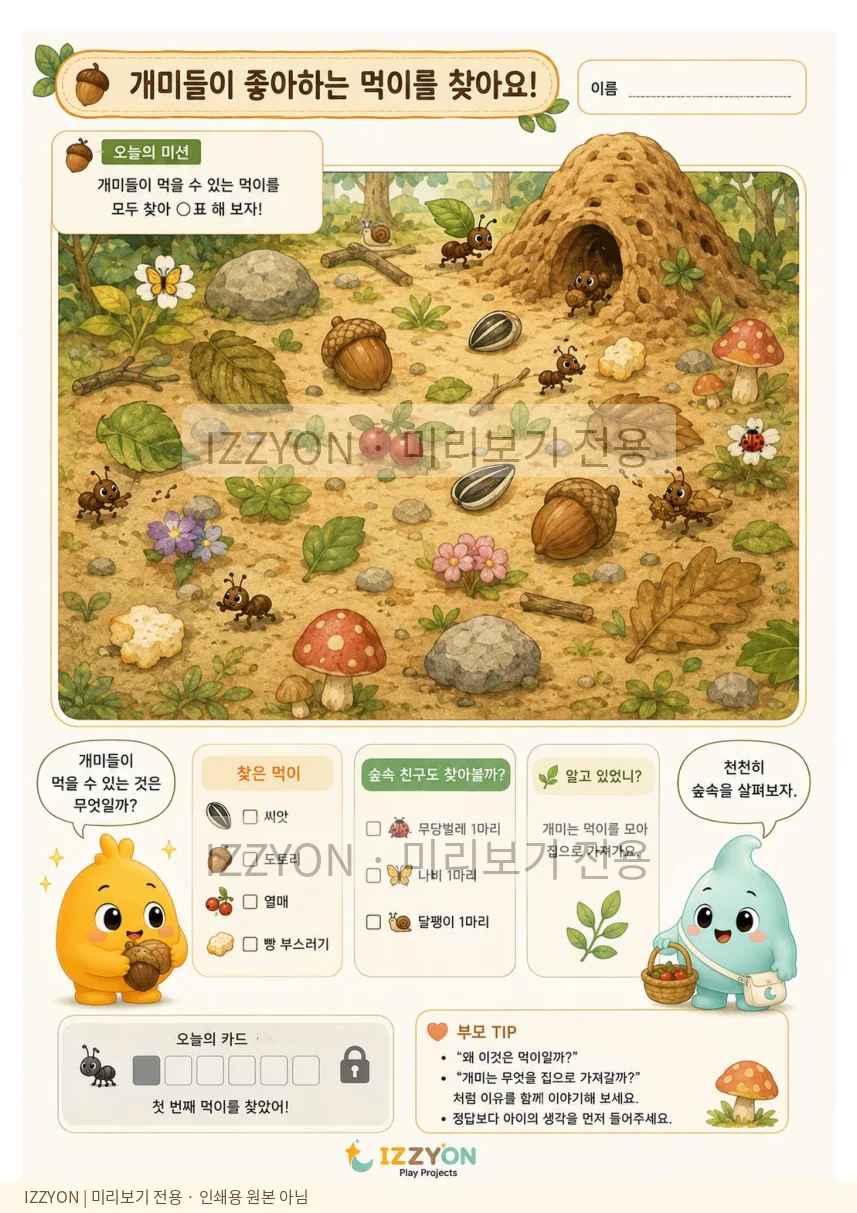 개미들이 좋아하는 먹이를 찾아요!
이름
오늘의 미션
개미들이 먹을 수 있는 먹이를
모두 찾아 ○표 해 보자!
IZZYON · 미리보기 전용
개미들이
먹을 수 있는 것은
무엇일까?
찾은 먹이
씨앗
도토리
열매
빵 부스러기
숲속 친구도 찾아볼까?
무당벌레 1마리
나비 1마리
달팽이 1마리
알고 있었니?
개미는 먹이를 모아
집으로 가져가요.
천천히
숲속을 살펴보자.
IZZYON · 미리보기 전용
오늘의 카드
첫 번째 먹이를 찾았어!
부모 TIP
• “왜 이것은 먹이일까?”
• “개미는 무엇을 집으로 가져갈까?”
처럼 이유를 함께 이야기해 보세요.
• 정답보다 아이의 생각을 먼저 들어주세요.
IZZYON
Play Projects
IZZYON | 미리보기 전용 · 인쇄용 원본 아님